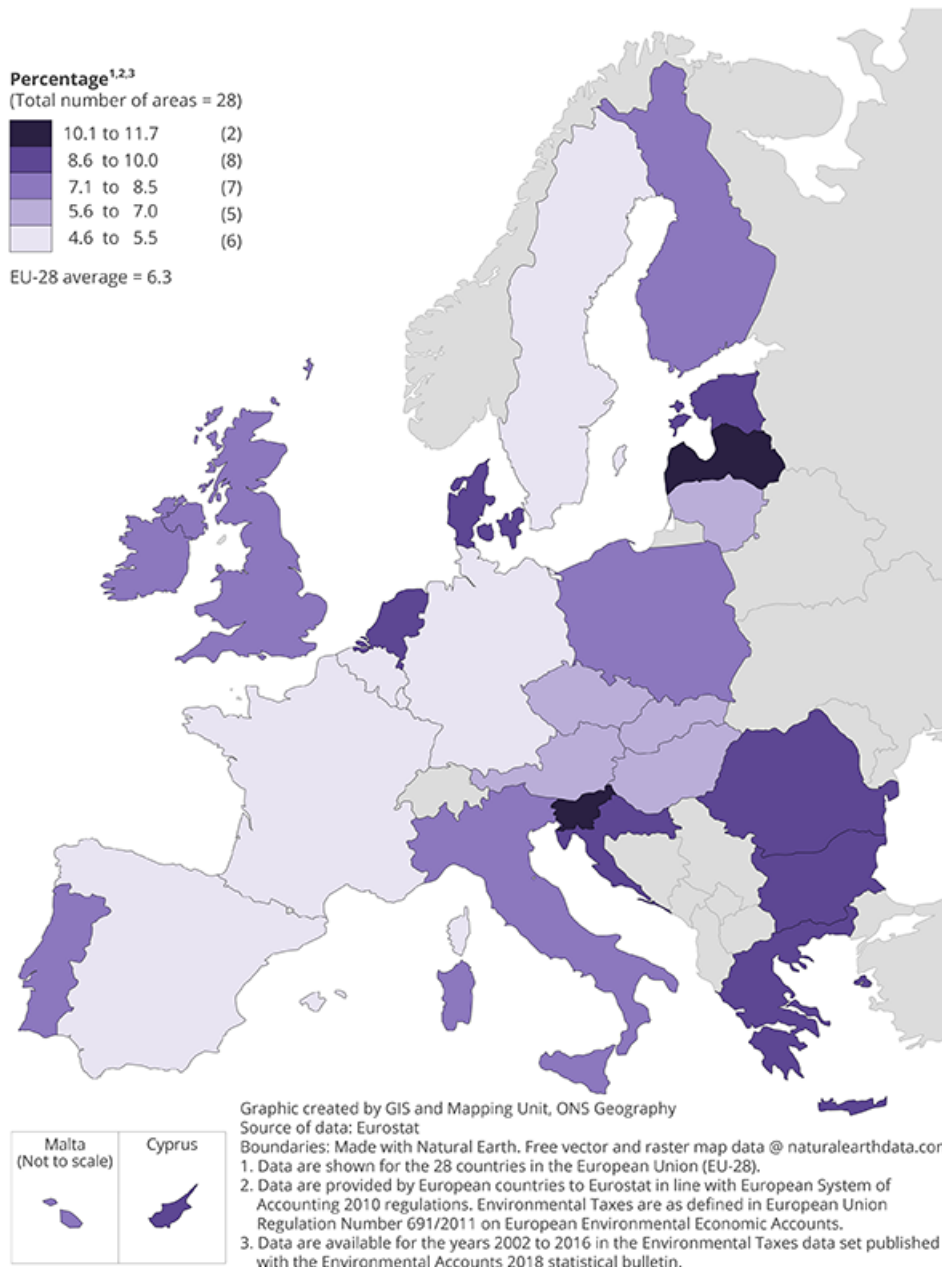 Percentage1,2,3
(Total number of areas = 28)
10.1 to 11.7 (2)
8.6 to 10.0 (8)
7.1 to 8.5 (7)
5.6 to 7.0 (5)
4.6 to 5.5 (6)
EU-28 average = 6.3
Malta
(Not to scale)
Cyprus
Graphic created by GIS and Mapping Unit, ONS Geography
Source of data: Eurostat
Boundaries: Made with Natural Earth. Free vector and raster map data @ naturalearthdata.com
1. Data are shown for the 28 countries in the European Union (EU-28).
2. Data are provided by European countries to Eurostat in line with European System of
Accounting 2010 regulations. Environmental Taxes are as defined in European Union
Regulation Number 691/2011 on European Environmental Economic Accounts.
3. Data are available for the years 2002 to 2016 in the Environmental Taxes data set published
with the Environmental Accounts 2018 statistical bulletin.